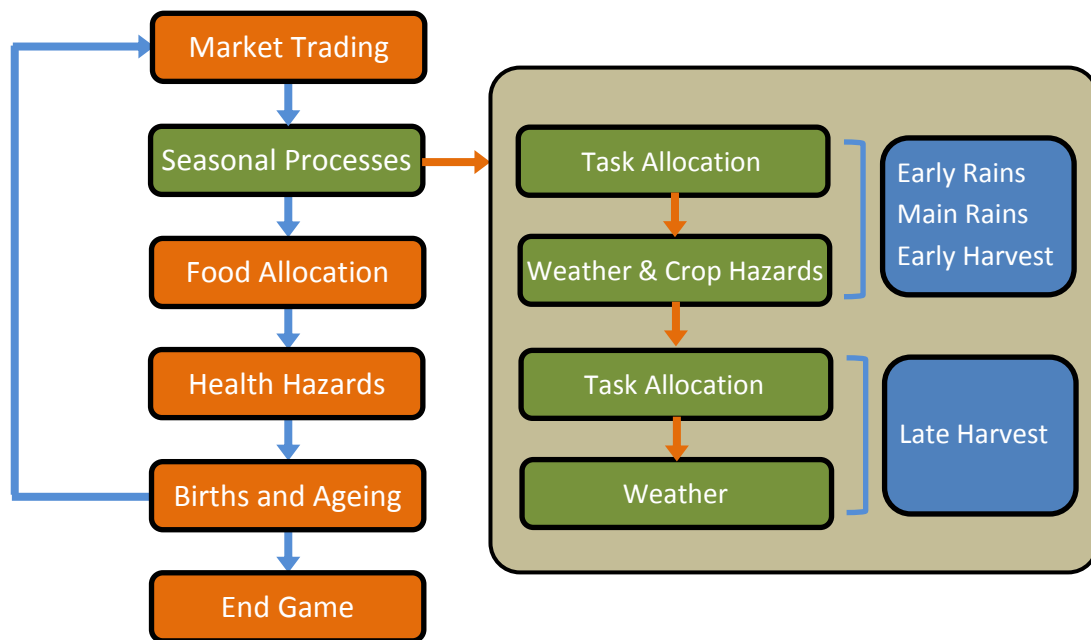 Market Trading
Seasonal Processes
Food Allocation
Health Hazards
Births and Ageing
End Game
Task Allocation
Weather & Crop Hazards
Task Allocation
Weather
Early Rains
Main Rains
Early Harvest
Late Harvest